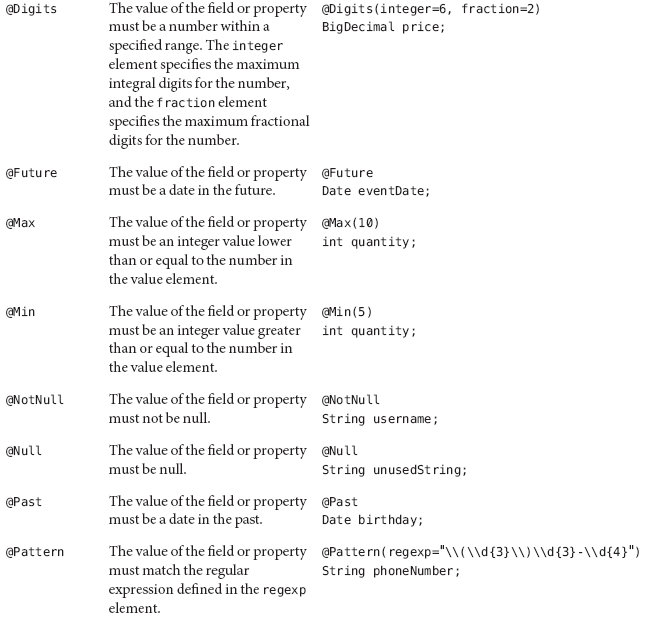 @Digits The value of the field or property @Digits(integer=6, fraction=2)
must be a number within a BigDecimal price;
specified range. The integer
element specifies the maximum
integral digits for the number,
and the fraction element
specifies the maximum fractional
digits for the number.
@Future The value of the field or property @Future
must be a date in the future. Date eventDate;
@Max The value of the field or property @Max(10)
must be an integer value lower int quantity;
than or equal to the number in
the value element.
@Min The value of the field or property @Min(5)
must be an integer value greater int quantity;
than or equal to the number in
the value element.
@NotNull The value of the field or property @NotNull
must not be null. String username;
@Null The value of the field or property @Null
must be null. String unusedString;
@Past The value of the field or property @Past
must be a date in the past. Date birthday;
@Pattern The value of the field or property @Pattern(regexp="\\(\\d{3}\\)\\d{3}-\\d{4}")
must match the regular String phoneNumber;
expression defined in the regexp
element.